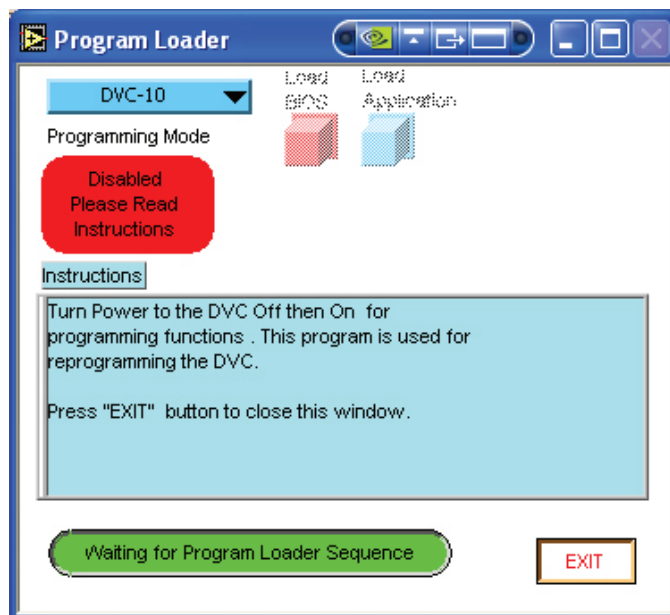 Program Loader
DVC-10
Load
BIOS
Load
Application
Programming Mode
Disabled
Please Read
Instructions
Instructions
Turn Power to the DVC Off then On  for
programming functions . This program is used for
reprogramming the DVC.
Press "EXIT"  button to close this window.
Waiting for Program Loader Sequence
EXIT